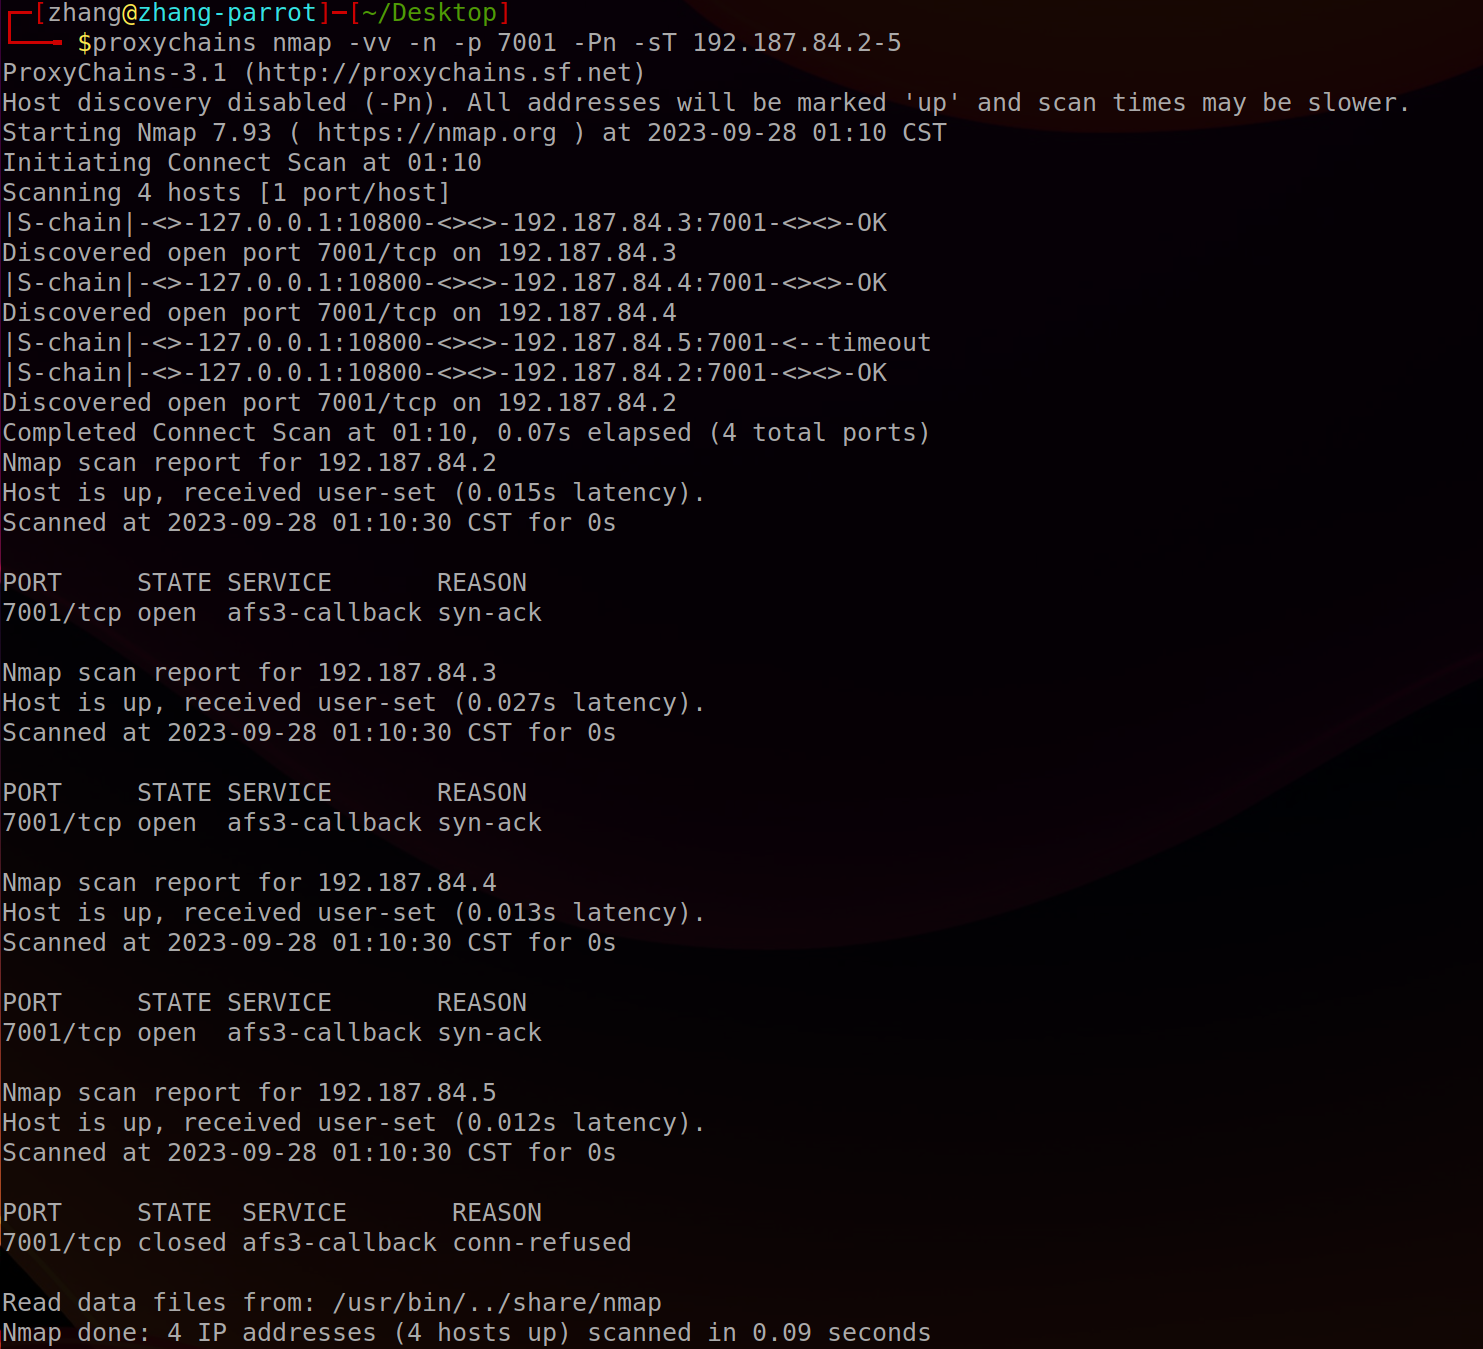 ┌─[zhang@zhang-parrot]─[~/Desktop]
└──╼ $proxychains nmap -vv -n -p 7001 -Pn -sT 192.187.84.2-5
ProxyChains-3.1 (http://proxychains.sf.net)
Host discovery disabled (-Pn). All addresses will be marked 'up' and scan times may be slower.
Starting Nmap 7.93 ( https://nmap.org ) at 2023-09-28 01:10 CST
Initiating Connect Scan at 01:10
Scanning 4 hosts [1 port/host]
|S-chain|-<>-127.0.0.1:10800-<><>-192.187.84.3:7001-<><>-OK
Discovered open port 7001/tcp on 192.187.84.3
|S-chain|-<>-127.0.0.1:10800-<><>-192.187.84.4:7001-<><>-OK
Discovered open port 7001/tcp on 192.187.84.4
|S-chain|-<>-127.0.0.1:10800-<><>-192.187.84.5:7001-<--timeout
|S-chain|-<>-127.0.0.1:10800-<><>-192.187.84.2:7001-<><>-OK
Discovered open port 7001/tcp on 192.187.84.2
Completed Connect Scan at 01:10, 0.07s elapsed (4 total ports)
Nmap scan report for 192.187.84.2
Host is up, received user-set (0.015s latency).
Scanned at 2023-09-28 01:10:30 CST for 0s

PORT     STATE SERVICE       REASON
7001/tcp open  afs3-callback syn-ack

Nmap scan report for 192.187.84.3
Host is up, received user-set (0.027s latency).
Scanned at 2023-09-28 01:10:30 CST for 0s

PORT     STATE SERVICE       REASON
7001/tcp open  afs3-callback syn-ack

Nmap scan report for 192.187.84.4
Host is up, received user-set (0.013s latency).
Scanned at 2023-09-28 01:10:30 CST for 0s

PORT     STATE SERVICE       REASON
7001/tcp open  afs3-callback syn-ack

Nmap scan report for 192.187.84.5
Host is up, received user-set (0.012s latency).
Scanned at 2023-09-28 01:10:30 CST for 0s

PORT     STATE  SERVICE       REASON
7001/tcp closed afs3-callback conn-refused

Read data files from: /usr/bin/../share/nmap
Nmap done: 4 IP addresses (4 hosts up) scanned in 0.09 seconds